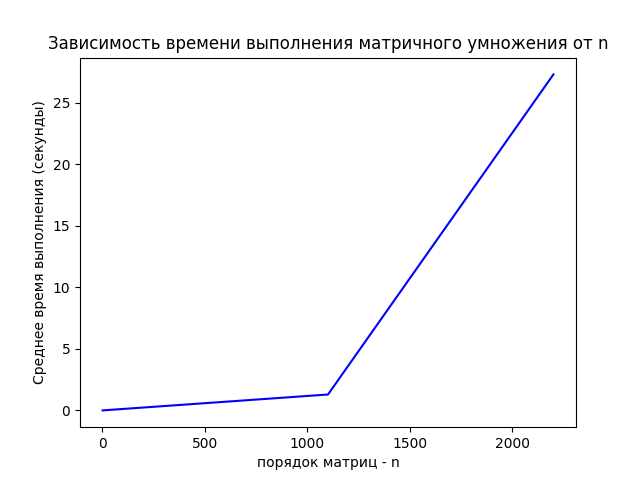 Зависимость времени выполнения матричного умножения от n
Среднее время выполнения (секунды)
25
20
15
10
5
0
0 500 1000 1500 2000
порядок матриц - n